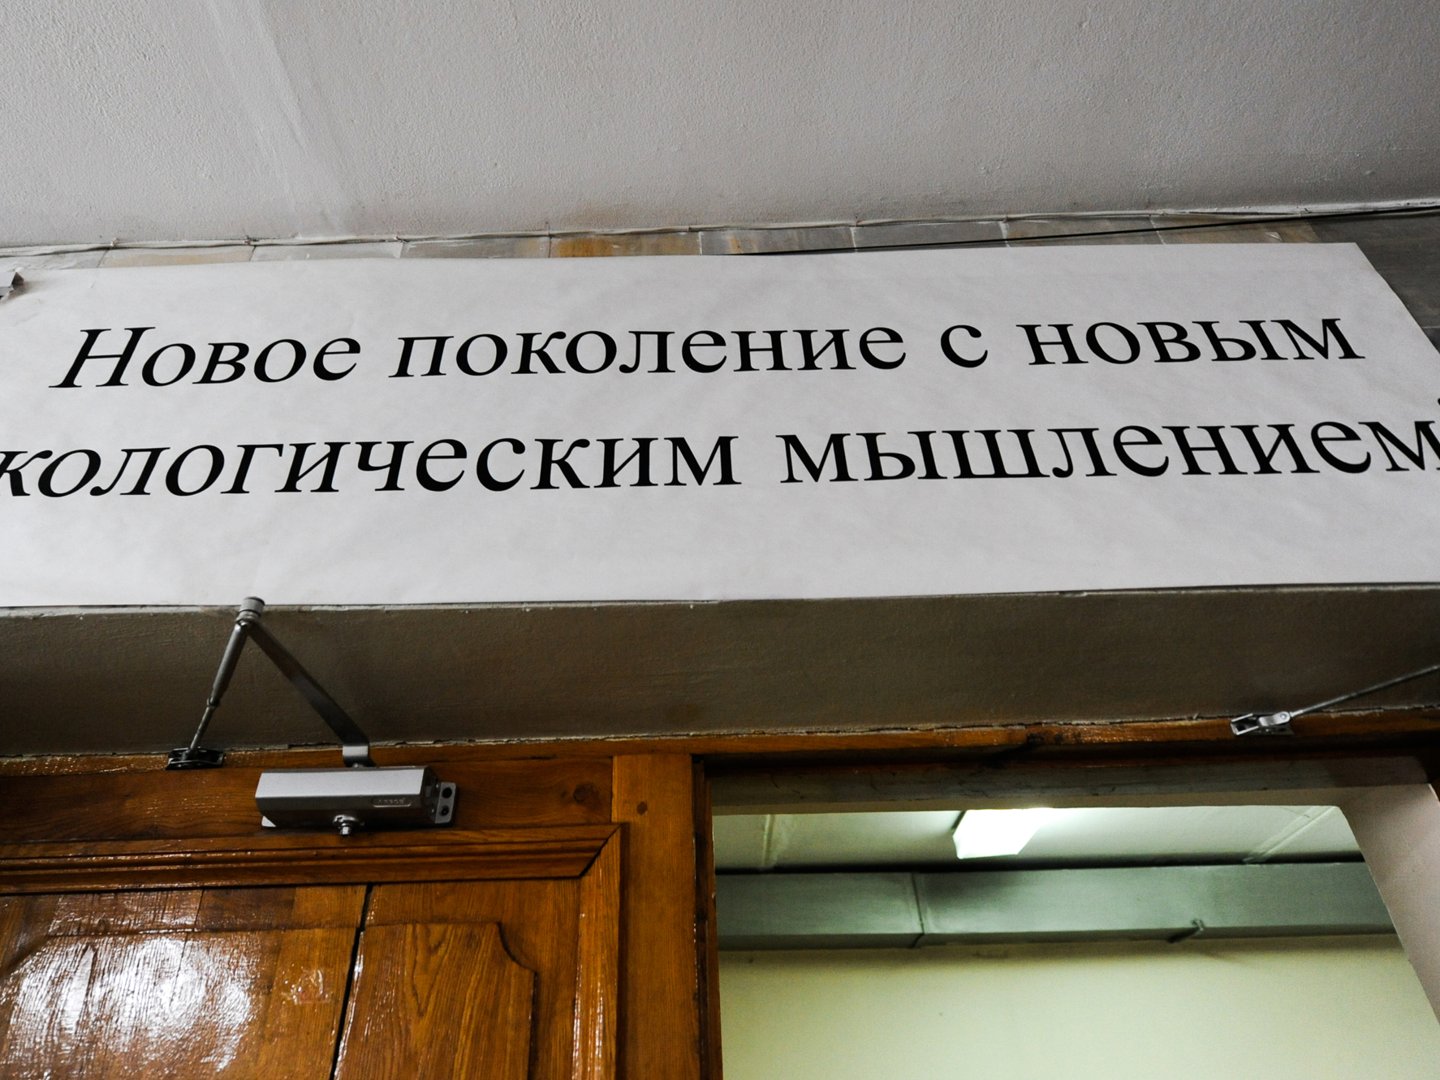 Новое поколение с новым
кологическим мышлением